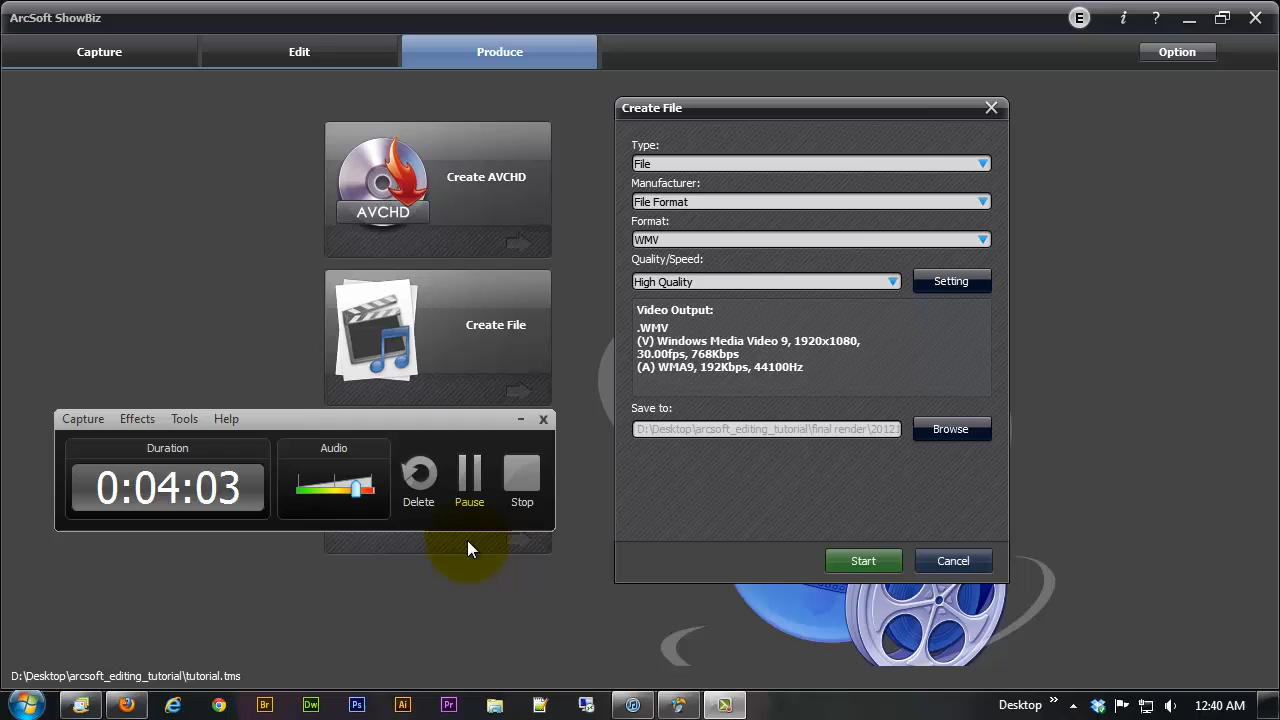 ArcSoft ShowBiz
E
i
?
Capture
Edit
Produce
Option
AVCHD
Create AVCHD
Create File
Create File
Type:
File
Manufacturer:
File Format
Format:
WMV
Quality/Speed:
High Quality
Setting
Video Output:
.WMV
(V) Windows Media Video 9, 1920x1080,
30.00fps, 768Kbps
(A) WMA9, 192Kbps, 44100Hz
Save to:
D:\Desktop\arcsoft_editing_tutorial\final render\2012
Browse
Start
Cancel
Capture Effects Tools Help
Duration
0:04:03
Audio
Delete
Pause
Stop
D:\Desktop\arcsoft_editing_tutorial\tutorial.tms
Br
Dw
Ps
Ai
Pr
Desktop
12:40 AM